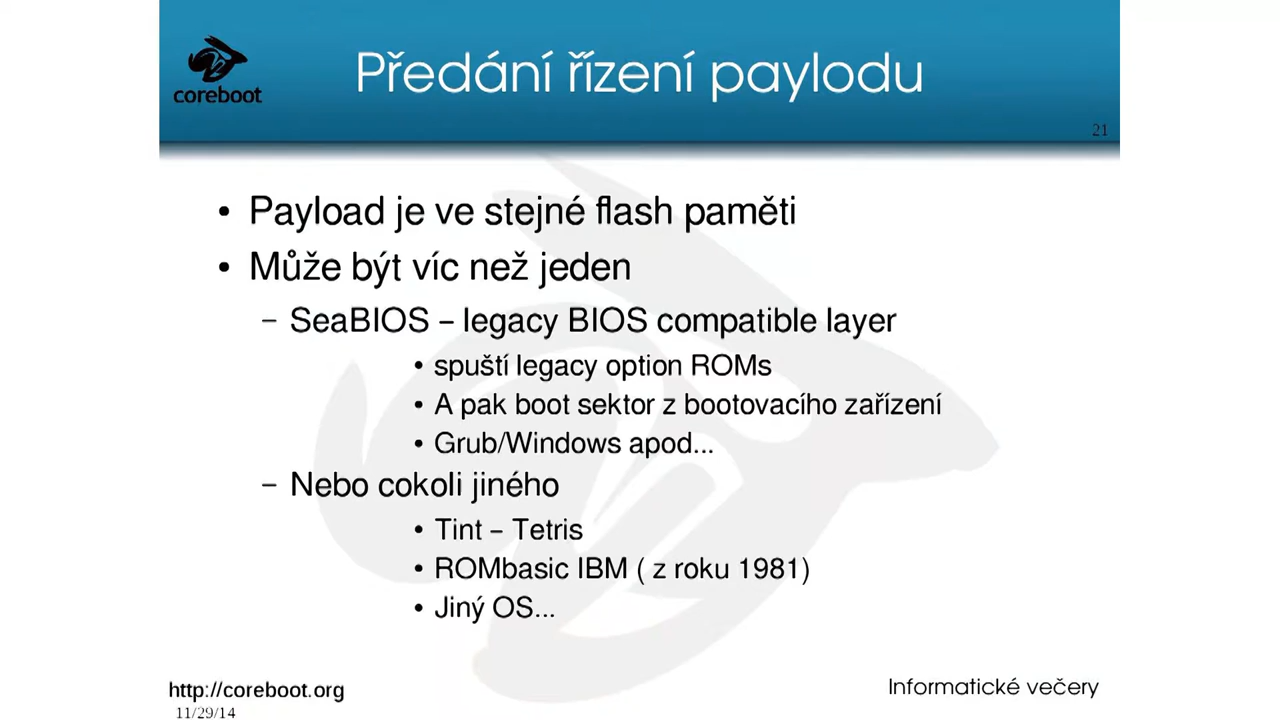 coreboot
Předání řízení paylodu
21
• Payload je ve stejné flash paměti
• Může být víc než jeden
– SeaBIOS – legacy BIOS compatible layer
• spuští legacy option ROMs
• A pak boot sektor z bootovacího zařízení
• Grub/Windows apod...
– Nebo cokoli jiného
• Tint – Tetris
• ROMbasic IBM ( z roku 1981)
• Jiný OS...
http://coreboot.org
Informatické večery
11/29/14